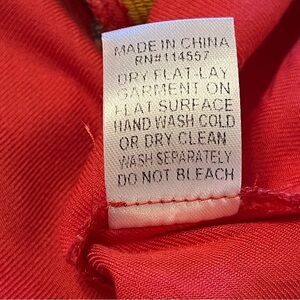 MADE IN CHINA
RN#114557
DRY FLAT-LAY
GARMENT ON
FLAT SURFACE
HAND WASH COLD
OR DRY CLEAN
WASH SEPARATELY
DO NOT BLEACH